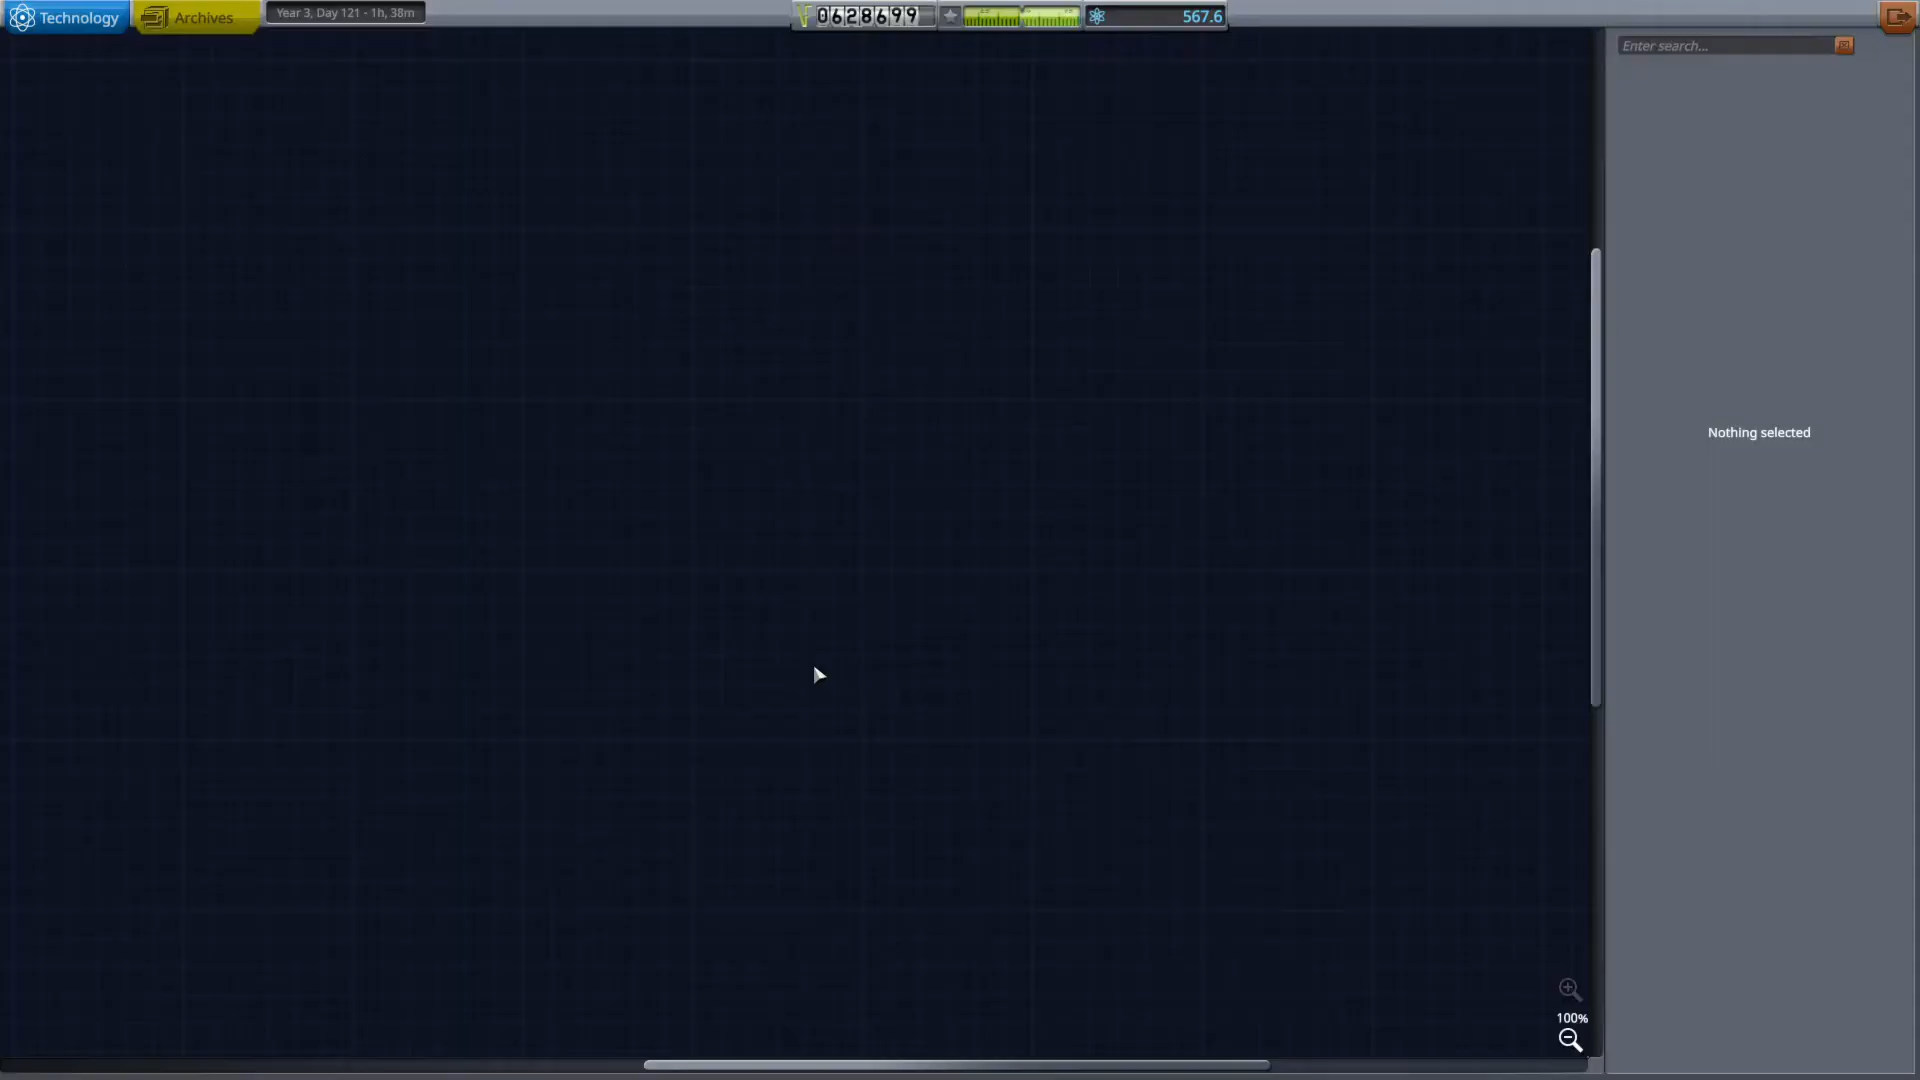 Technology
Archives
Year 3, Day 121 - 1h, 38m
0628699
567.6
Enter search...
Nothing selected
100%